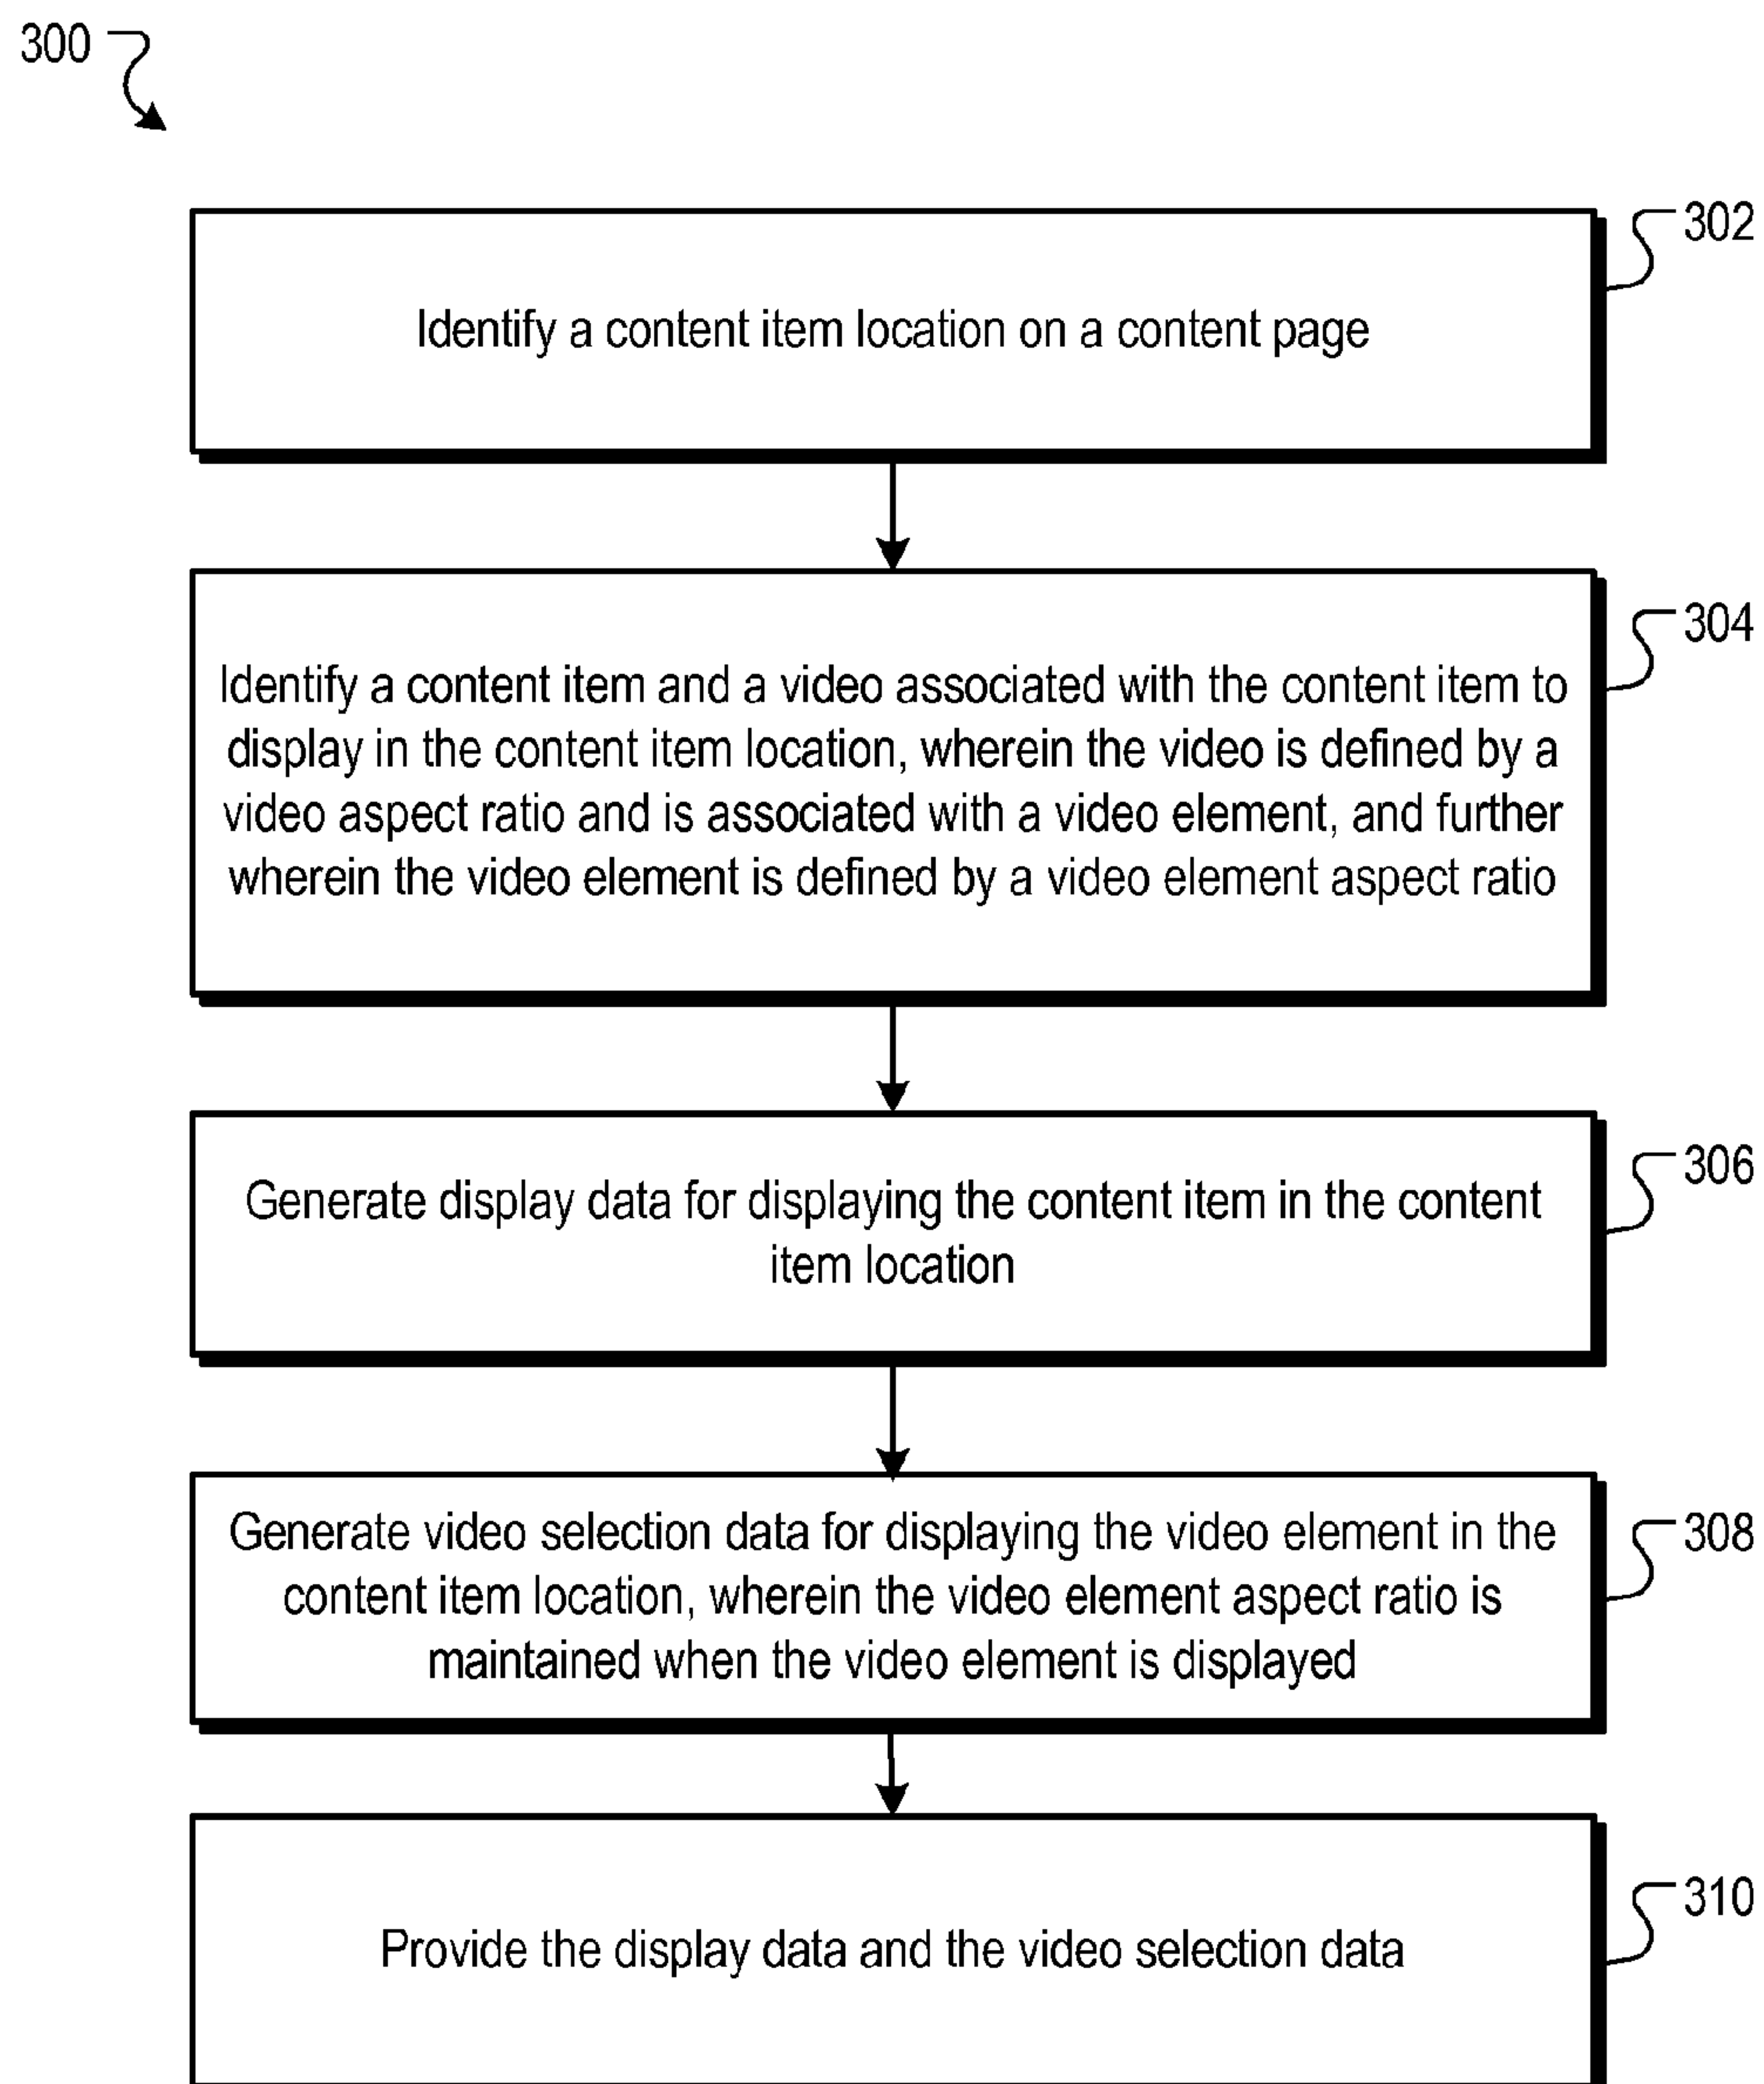 300
302
Identify a content item location on a content page
304
Identify a content item and a video associated with the content item to
display in the content item location, wherein the video is defined by a
video aspect ratio and is associated with a video element, and further
wherein the video element is defined by a video element aspect ratio
306
Generate display data for displaying the content item in the content
item location
308
Generate video selection data for displaying the video element in the
content item location, wherein the video element aspect ratio is
maintained when the video element is displayed
310
Provide the display data and the video selection data